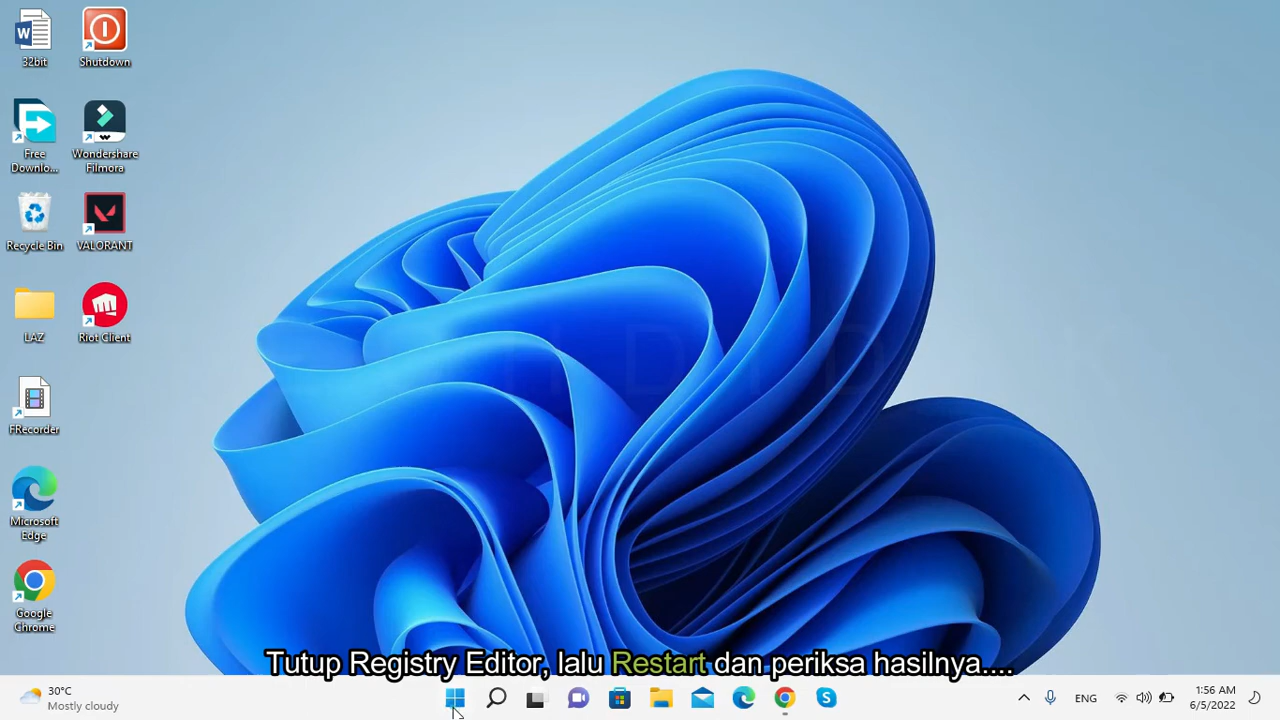 32bit
Shutdown
Free
Downlo...
Wondershare
Filmora
Recycle Bin
VALORANT
LAZ
Riot Client
FRecorder
Microsoft
Edge
Google
Chrome
Tutup Registry Editor, lalu Restart dan periksa hasilnya....
30°C
Mostly cloudy
ENG
1:56 AM
6/5/2022